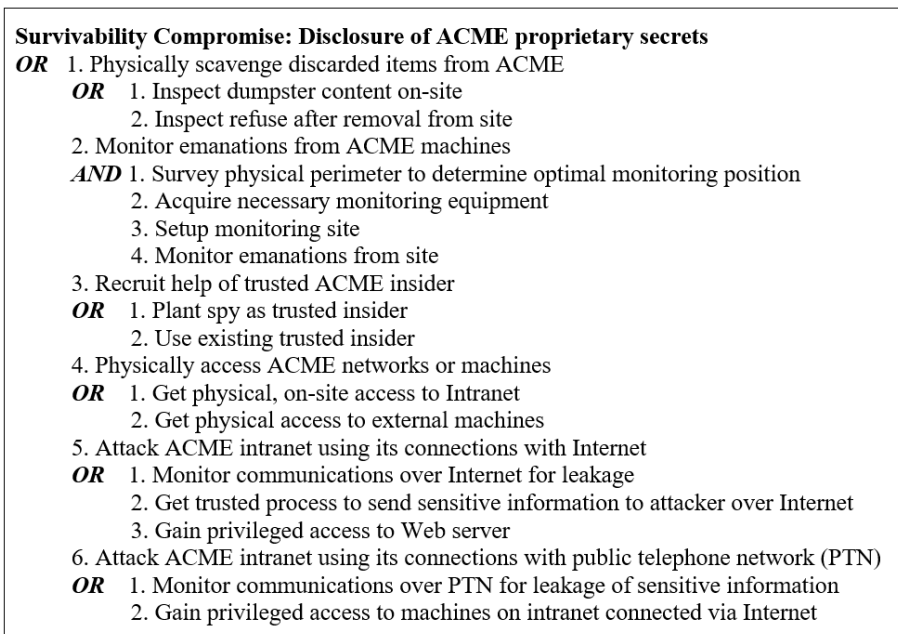 Survivability Compromise: Disclosure of ACME proprietary secrets
OR 1. Physically scavenge discarded items from ACME
OR 1. Inspect dumpster content on-site
2. Inspect refuse after removal from site
2. Monitor emanations from ACME machines
AND 1. Survey physical perimeter to determine optimal monitoring position
2. Acquire necessary monitoring equipment
3. Setup monitoring site
4. Monitor emanations from site
3. Recruit help of trusted ACME insider
OR 1. Plant spy as trusted insider
2. Use existing trusted insider
4. Physically access ACME networks or machines
OR 1. Get physical, on-site access to Intranet
2. Get physical access to external machines
5. Attack ACME intranet using its connections with Internet
OR 1. Monitor communications over Internet for leakage
2. Get trusted process to send sensitive information to attacker over Internet
3. Gain privileged access to Web server
6. Attack ACME intranet using its connections with public telephone network (PTN)
OR 1. Monitor communications over PTN for leakage of sensitive information
2. Gain privileged access to machines on intranet connected via Internet